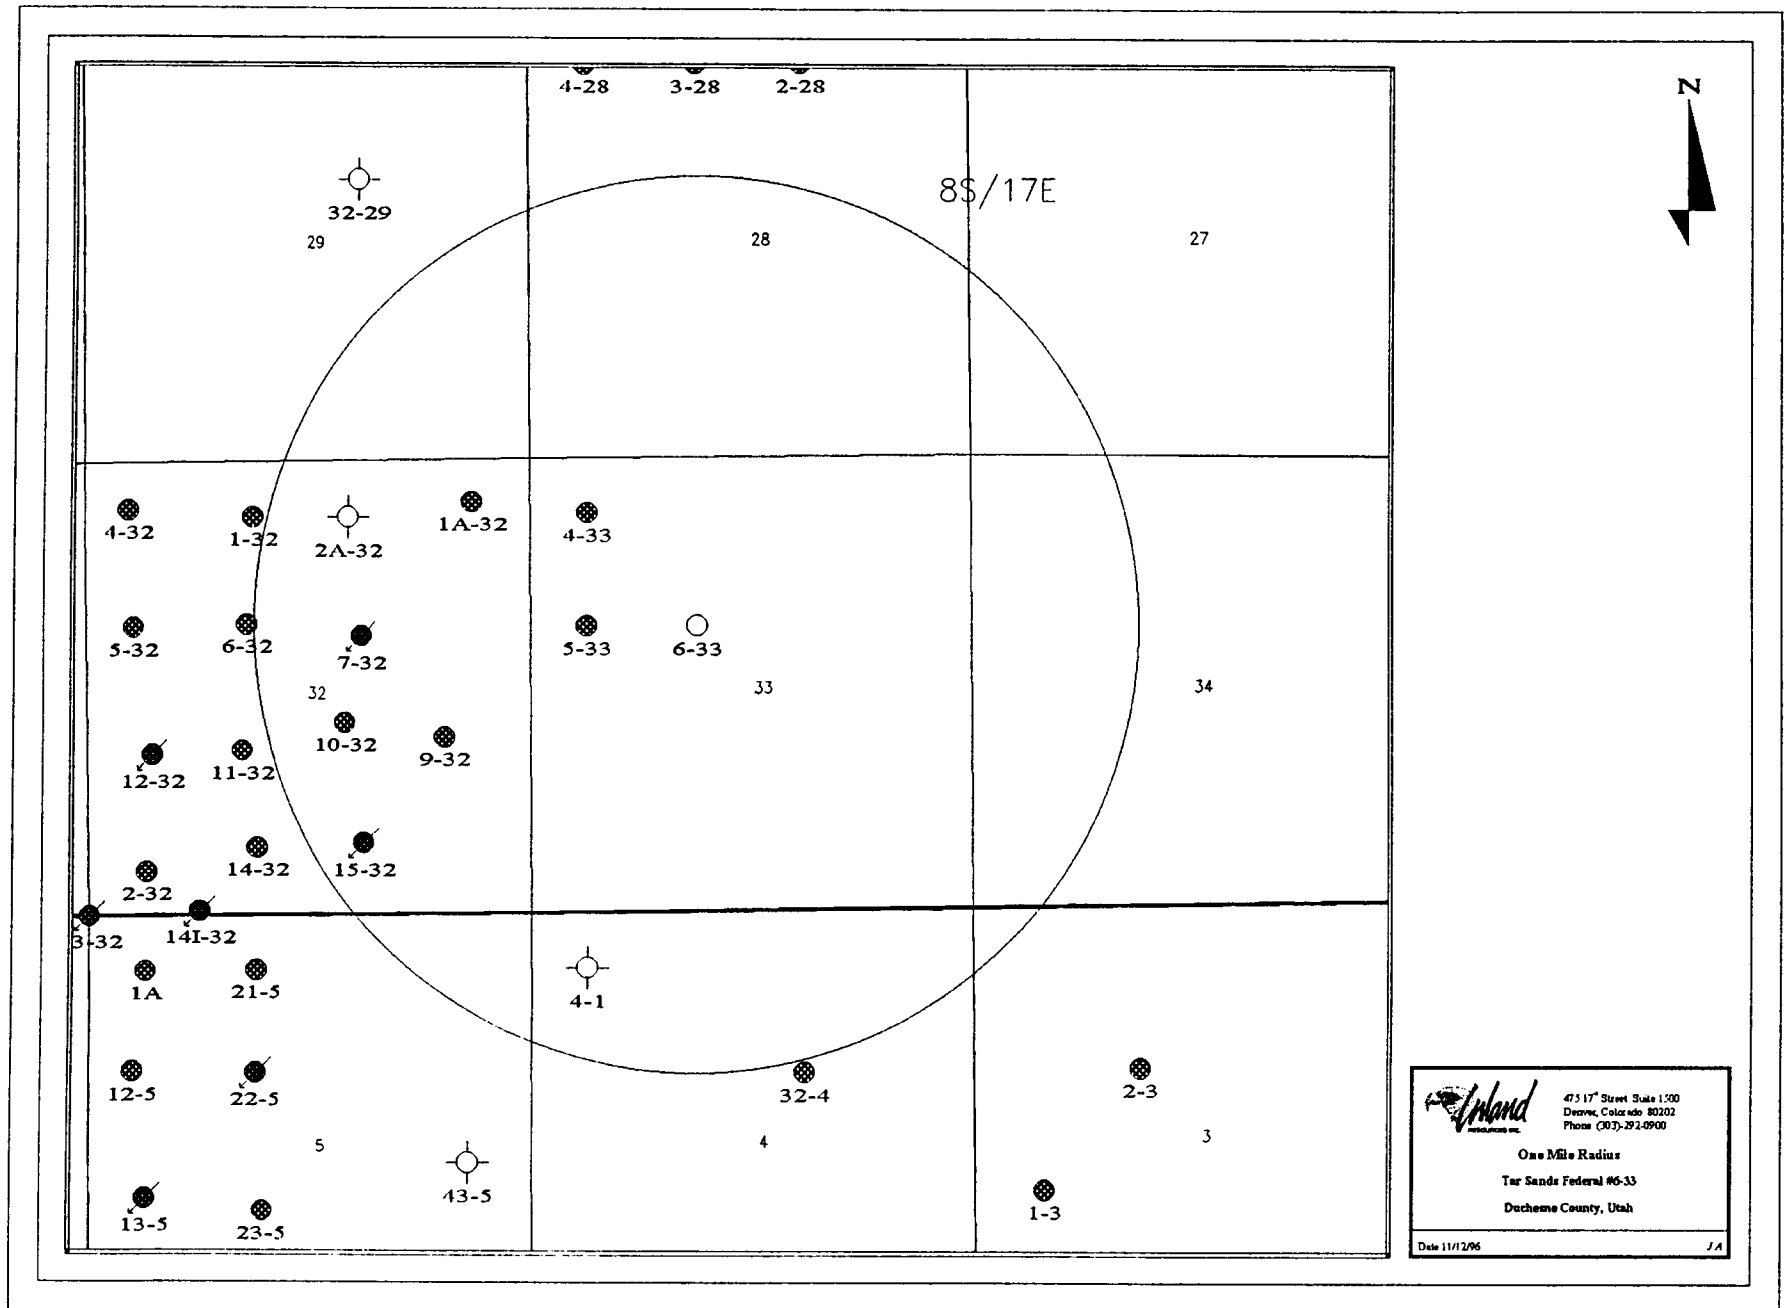 4-28 3-28 2-28
N
8S/17E
32-29
29 28 27
4-32 1-32 2A-32 1A-32 4-33
5-32 6-32 7-32 5-33 6-33
32 33 34
12-32 11-32 10-32 9-32
2-32 14-32 15-32
3-32 14I-32
1A 21-5 4-1
12-5 22-5 32-4 2-3
5 4 3
13-5 23-5 43-5 1-3
Inland
RESOURCES INC.
475 17th Street Suite 1500
Denver, Colorado 80202
Phone (303)-292-0900
One Mile Radius
Tar Sands Federal #6-33
Duchesne County, Utah
Date 11/12/96 JA